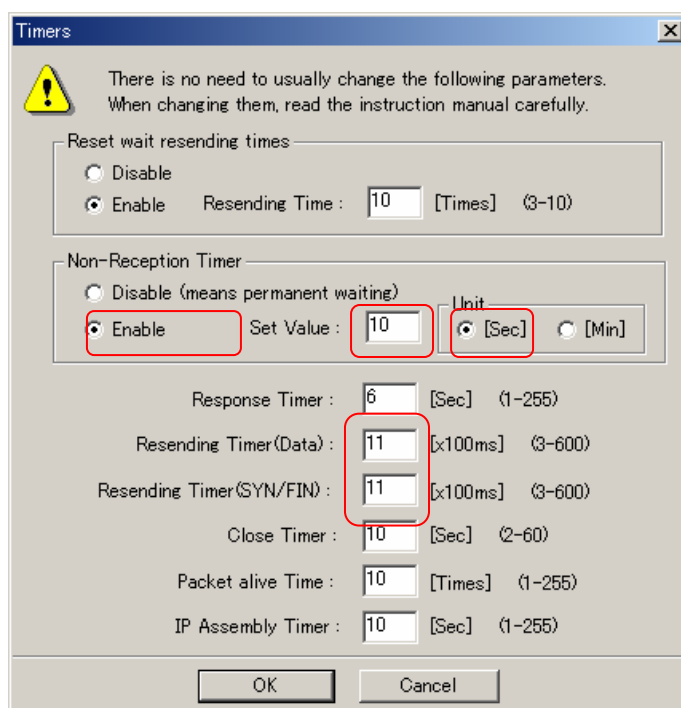 Timers
There is no need to usually change the following parameters.
When changing them, read the instruction manual carefully.
Reset wait resending times
Disable
Enable Resending Time : 10 [Times] (3-10)
Non-Reception Timer
Disable (means permanent waiting)
Unit
Enable Set Value : 10 [Sec] [Min]
Response Timer : 6 [Sec] (1-255)
Resending Timer(Data) : 11 [x100ms] (3-600)
Resending Timer(SYN/FIN) : 11 [x100ms] (3-600)
Close Timer : 10 [Sec] (2-60)
Packet alive Time : 10 [Times] (1-255)
IP Assembly Timer : 10 [Sec] (1-255)
OK Cancel